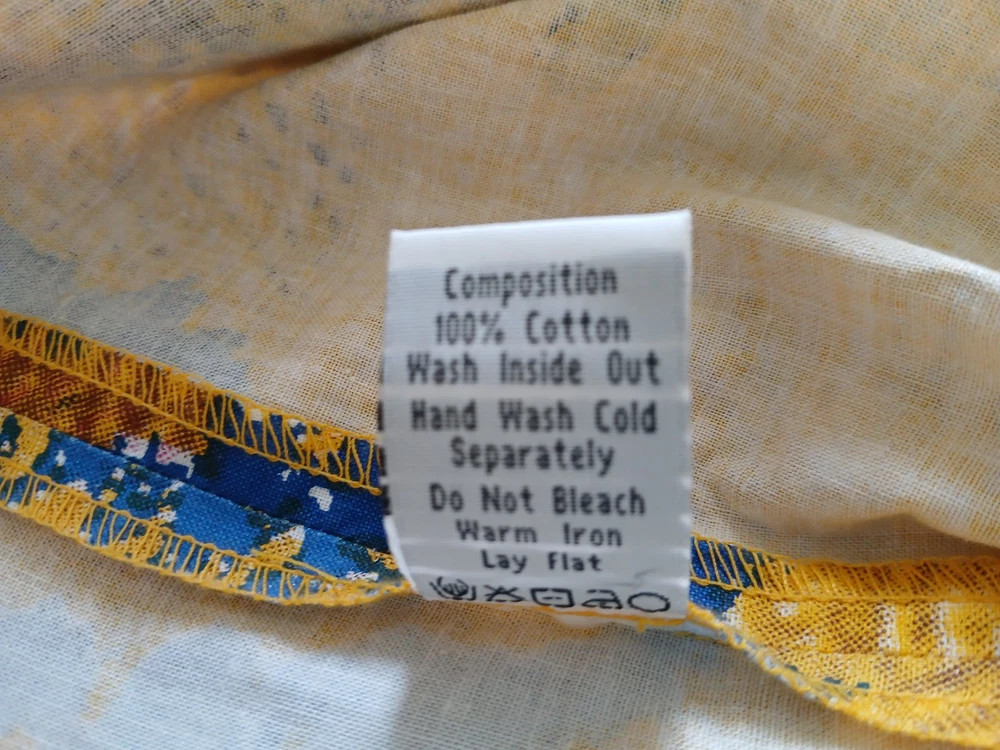 Composition
100% Cotton
Wash Inside Out
Hand Wash Cold
Separately
Do Not Bleach
Warm Iron
Lay Flat